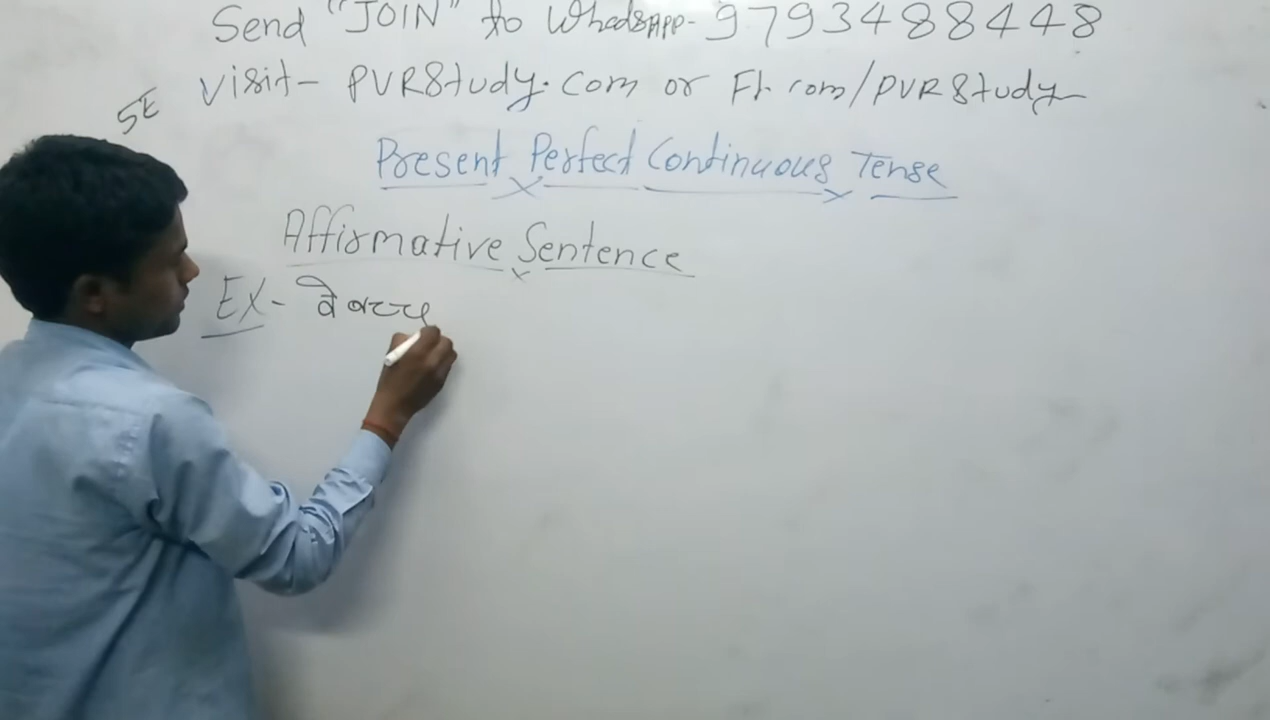 Send "JOIN" to WhatsApp- 9793488448
Visit- PVRStudy.com or Fb.com/PVRStudy
5E
Present Perfect Continuous Tense
Affirmative Sentence
EX- वे